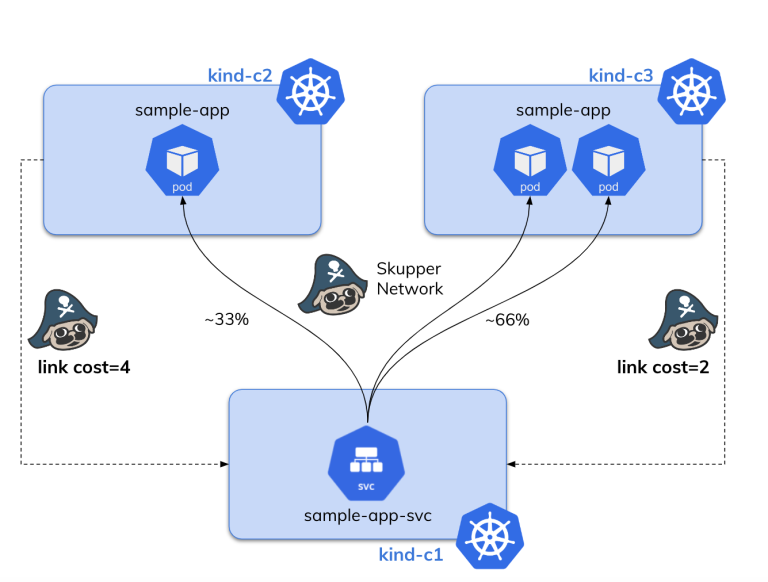 kind-c2
kind-c3
sample-app
sample-app
pod
pod
pod
Skupper
Network
~33%
~66%
link cost=4
link cost=2
svc
sample-app-svc
kind-c1